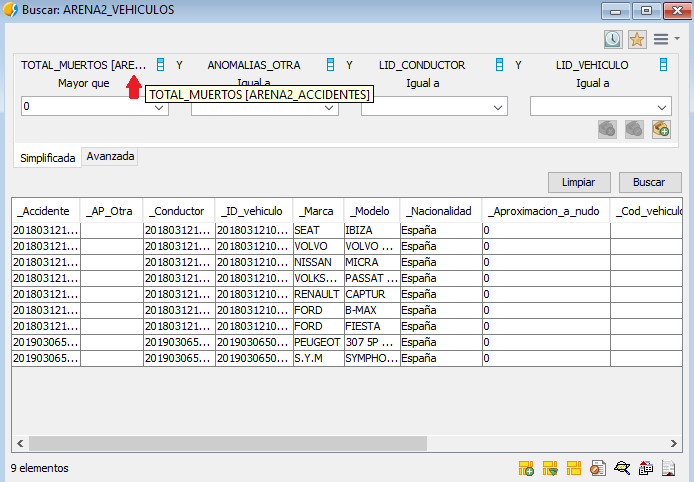 Buscar: ARENA2_VEHICULOS
TOTAL_MUERTOS [ARE... Y ANOMALIAS_OTRA Y LID_CONDUCTOR Y LID_VEHICULO
Mayor que Igual a Igual a Igual a
TOTAL_MUERTOS [ARENA2_ACCIDENTES]
0
Simplificada Avanzada
Limpiar Buscar
_Accidente _AP_Otra _Conductor _ID_vehiculo _Marca _Modelo _Nacionalidad _Aproximacion_a_nudo _Cod_vehiculo
201803121... 201803121... 2018031210... SEAT IBIZA España 0
201803121... 201803121... 2018031210... VOLVO VOLVO ... España 0
201803121... 201803121... 2018031210... NISSAN MICRA España 0
201803121... 201803121... 2018031210... VOLKS... PASSAT ... España 0
201803121... 201803121... 2018031210... RENAULT CAPTUR España 0
201803121... 201803121... 2018031210... FORD B-MAX España 0
201803121... 201803121... 2018031210... FORD FIESTA España 0
201903065... 201903065... 2019030650... PEUGEOT 307 5P ... España 0
201903065... 201903065... 2019030650... S.Y.M SYMPHO... España 0
9 elementos